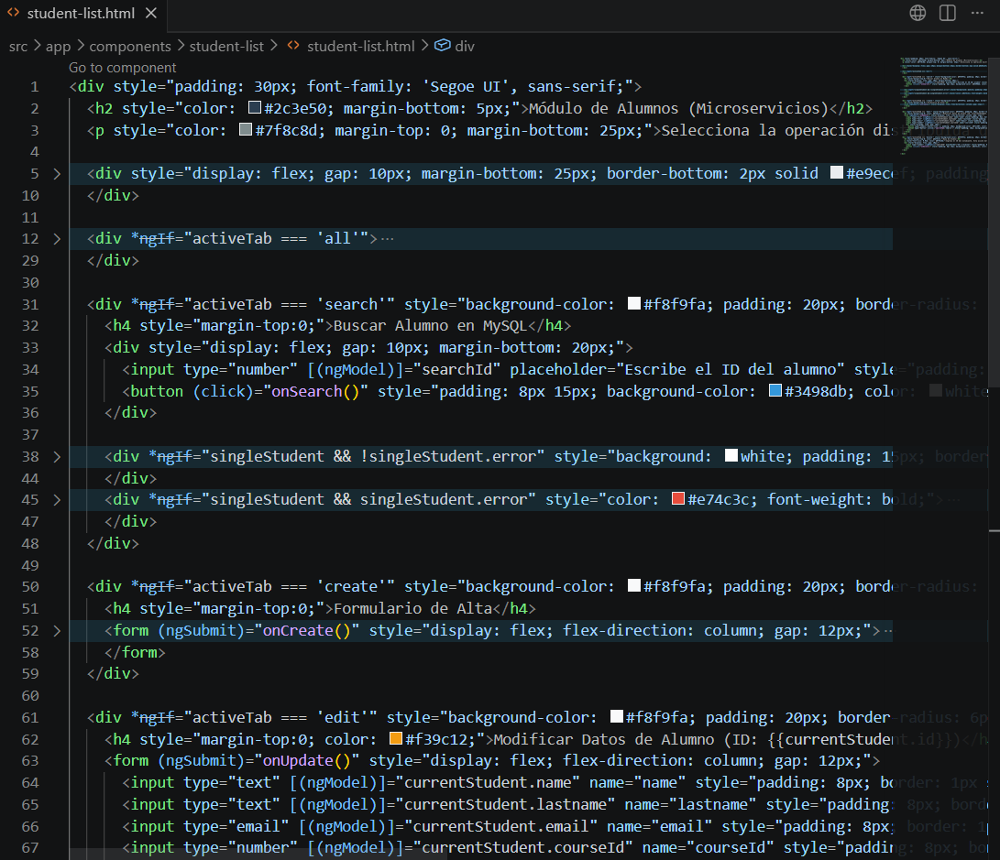 student-list.html
src > app > components > student-list > student-list.html > div
Go to component
1 <div style="padding: 30px; font-family: 'Segoe UI', sans-serif;">
2 <h2 style="color: #2c3e50; margin-bottom: 5px;">Módulo de Alumnos (Microservicios)</h2>
3 <p style="color: #7f8c8d; margin-top: 0; margin-bottom: 25px;">Selecciona la operación
4
5 <div style="display: flex; gap: 10px; margin-bottom: 25px; border-bottom: 2px solid #e9ecef; padding
10 </div>
11
12 <div *ngIf="activeTab === 'all'">···
29 </div>
30
31 <div *ngIf="activeTab === 'search'" style="background-color: #f8f9fa; padding: 20px; border-radius:
32 <h4 style="margin-top:0;">Buscar Alumno en MySQL</h4>
33 <div style="display: flex; gap: 10px; margin-bottom: 20px;">
34 <input type="number" [(ngModel)]="searchId" placeholder="Escribe el ID del alumno" style="padding:
35 <button (click)="onSearch()" style="padding: 8px 15px; background-color: #3498db; color: white;
36 </div>
37
38 <div *ngIf="singleStudent && !singleStudent.error" style="background: white; padding: 15px; border
44 </div>
45 <div *ngIf="singleStudent && singleStudent.error" style="color: #e74c3c; font-weight: bold;">···
47 </div>
48 </div>
49
50 <div *ngIf="activeTab === 'create'" style="background-color: #f8f9fa; padding: 20px; border-radius:
51 <h4 style="margin-top:0;">Formulario de Alta</h4>
52 <form (ngSubmit)="onCreate()" style="display: flex; flex-direction: column; gap: 12px;">···
58 </form>
59 </div>
60
61 <div *ngIf="activeTab === 'edit'" style="background-color: #f8f9fa; padding: 20px; border-radius: 6p
62 <h4 style="margin-top:0; color: #f39c12;">Modificar Datos de Alumno (ID: {{currentStudent.id}})</h
63 <form (ngSubmit)="onUpdate()" style="display: flex; flex-direction: column; gap: 12px;">
64 <input type="text" [(ngModel)]="currentStudent.name" name="name" style="padding: 8px; border: 1px s
65 <input type="text" [(ngModel)]="currentStudent.lastname" name="lastname" style="padding: 8px; bord
66 <input type="email" [(ngModel)]="currentStudent.email" name="email" style="padding: 8px; border: 1p
67 <input type="number" [(ngModel)]="currentStudent.courseId" name="courseId" style="padding: 8px; bo